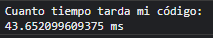 Cuanto tiempo tarda mi código:
43.652099609375 ms